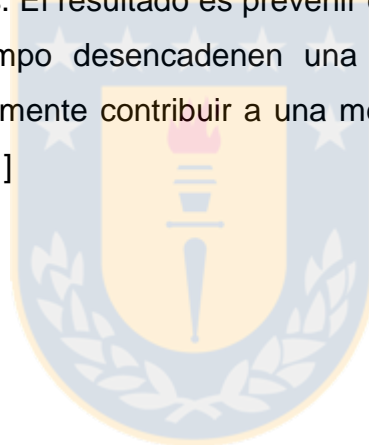 s. El resultado es prevenir
mpo desencadenen una
mente contribuir a una m
]